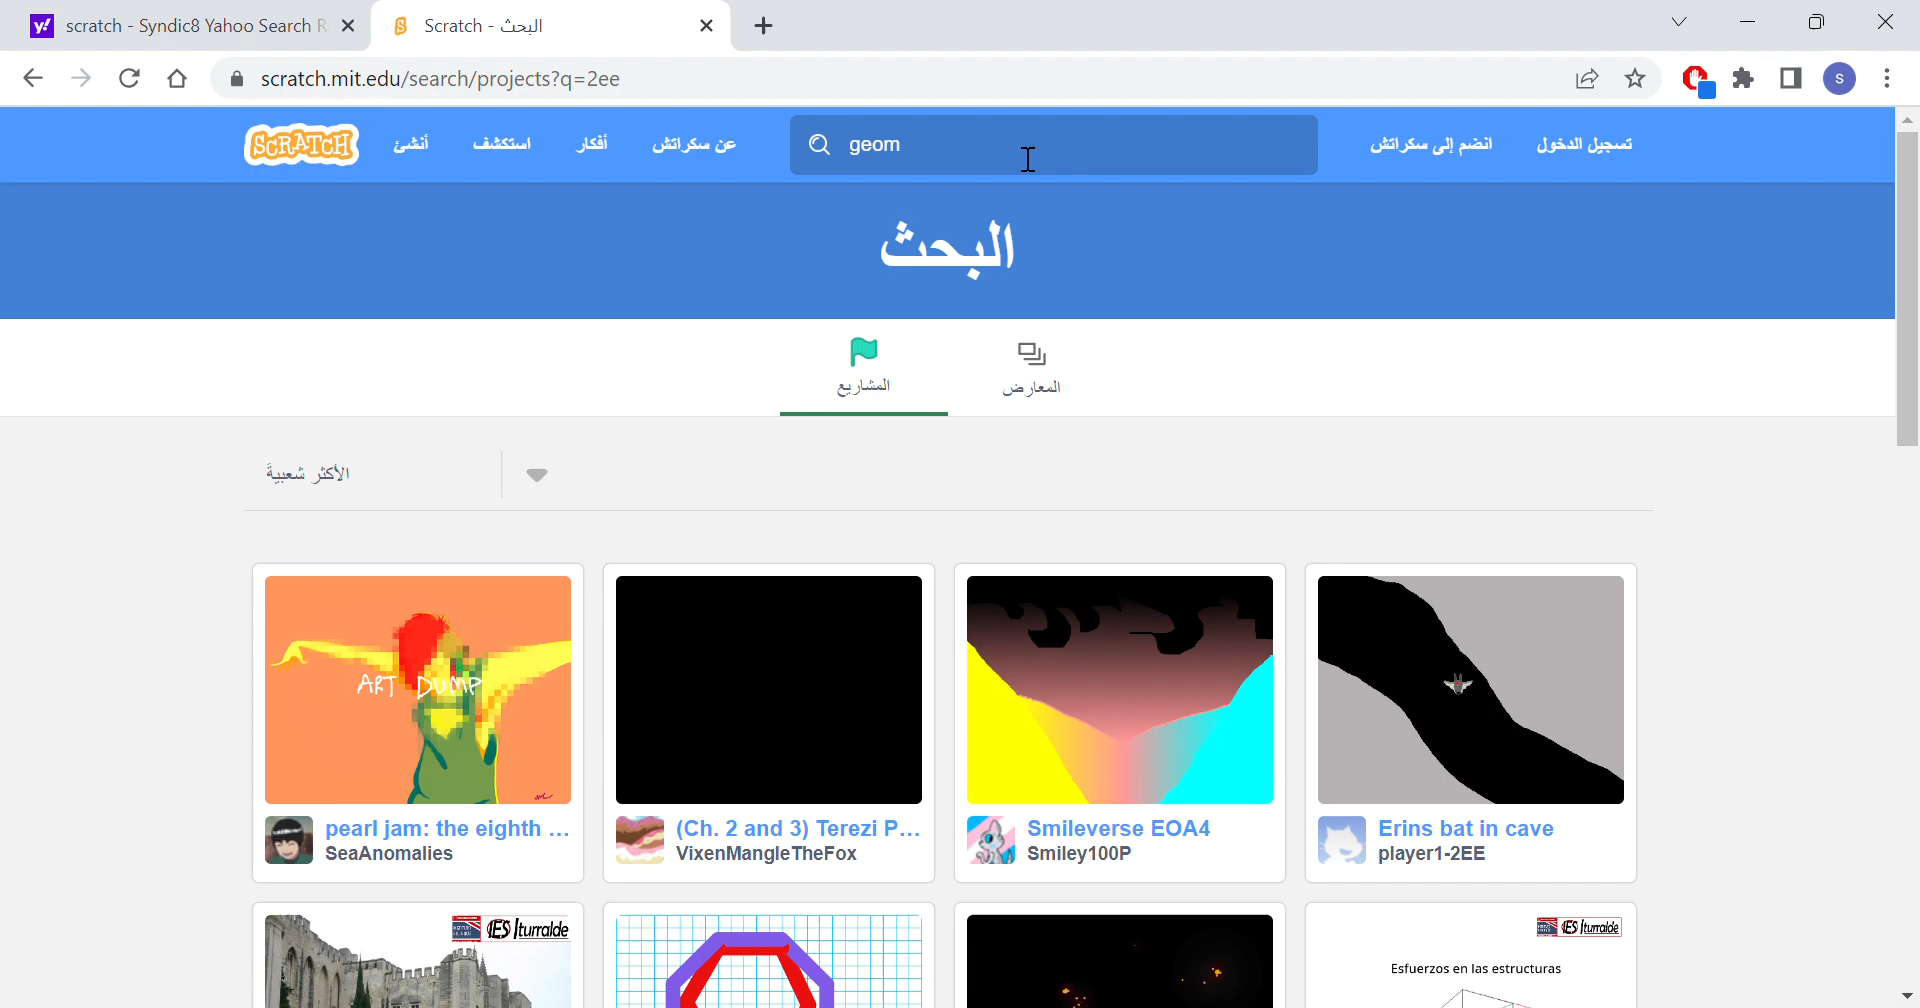 scratch - Syndic8 Yahoo Search R
Scratch - البحث
scratch.mit.edu/search/projects?q=2ee
S
SCRATCH
أنشئ
استكشف
أفكار
عن سكراتش
geom
انضم إلى سكراتش
تسجيل الدخول
البحث
المشاريع
المعارض
الأكثر شعبيةً
ART DUMP
pearl jam: the eighth ...
SeaAnomalies
(Ch. 2 and 3) Terezi P...
VixenMangleTheFox
Smileverse EOA4
Smiley100P
Erins bat in cave
player1-2EE
IES Iturralde
IES Iturralde
Esfuerzos en las estructuras